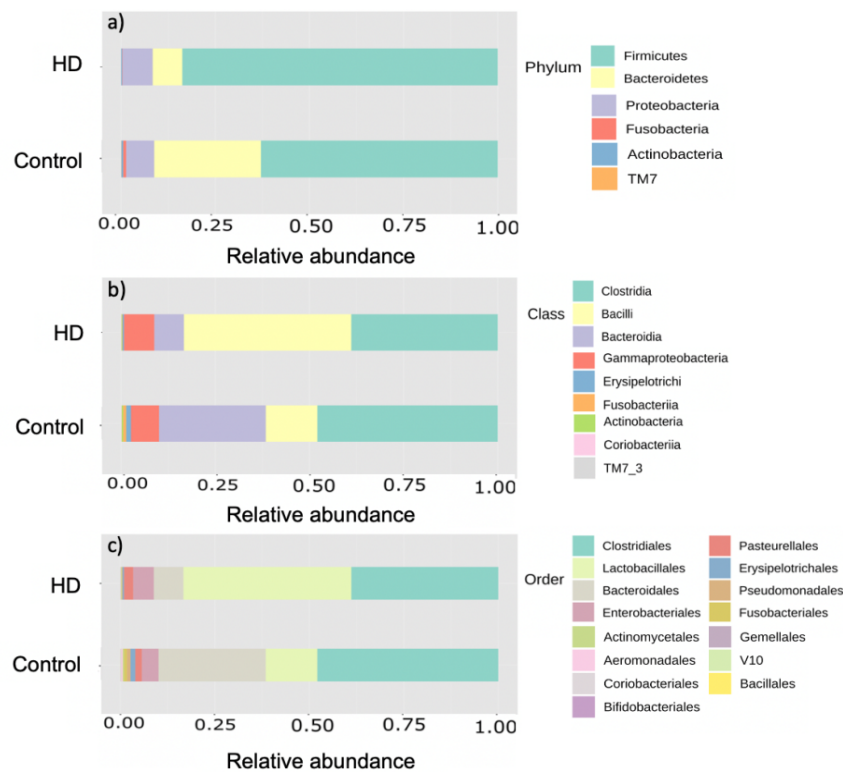 a)
HD
Control
0.00 0.25 0.50 0.75 1.00
Relative abundance
Phylum
Firmicutes
Bacteroidetes
Proteobacteria
Fusobacteria
Actinobacteria
TM7
b)
HD
Control
0.00 0.25 0.50 0.75 1.00
Relative abundance
Class
Clostridia
Bacilli
Bacteroidia
Gammaproteobacteria
Erysipelotrichi
Fusobacteriia
Actinobacteria
Coriobacteriia
TM7_3
c)
HD
Control
0.00 0.25 0.50 0.75 1.00
Relative abundance
Order
Clostridiales
Lactobacillales
Bacteroidales
Enterobacteriales
Actinomycetales
Aeromonadales
Coriobacteriales
Bifidobacteriales
Pasteurellales
Erysipelotrichales
Pseudomonadales
Fusobacteriales
Gemellales
V10
Bacillales